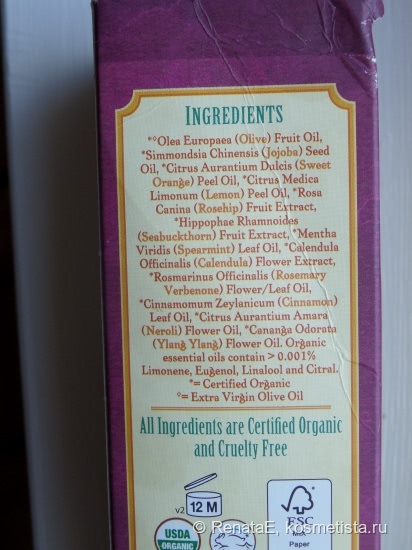 INGREDIENTS
*°Olea Europaea (Olive) Fruit Oil,
*Simmondsia Chinensis (Jojoba) Seed
Oil, *Citrus Aurantium Dulcis (Sweet
Orange) Peel Oil, *Citrus Medica
Limonum (Lemon) Peel Oil, *Rosa
Canina (Rosehip) Fruit Extract,
*Hippophae Rhamnoides
(Seabuckthorn) Fruit Extract, *Mentha
Viridis (Spearmint) Leaf Oil, *Calendula
Officinalis (Calendula) Flower Extract,
*Rosmarinus Officinalis (Rosemary
Verbenone) Flower/Leaf Oil,
*Cinnamomum Zeylanicum (Cinnamon)
Leaf Oil, *Citrus Aurantium Amara
(Neroli) Flower Oil, *Cananga Odorata
(Ylang Ylang) Flower Oil. Organic
essential oils contain > 0.001%
Limonene, Eugenol, Linalool and Citral.
*= Certified Organic
°= Extra Virgin Olive Oil
All Ingredients are Certified Organic
and Cruelty Free
v2 12 M
FSC
MIX
Paper
USDA
ORGANIC
© RenataE, kosmetista.ru